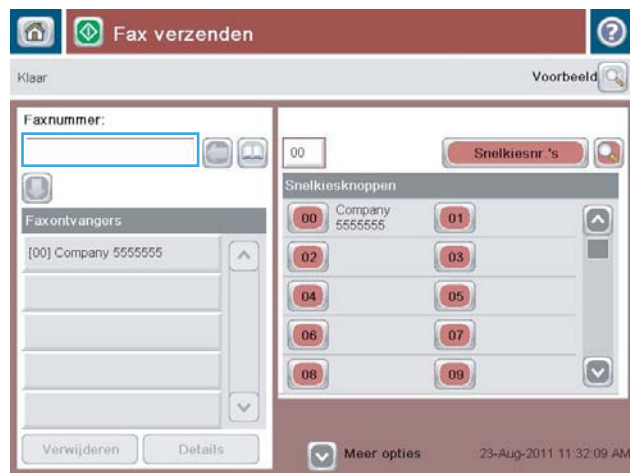 Fax verzenden
Klaar
Voorbeeld
Faxnummer:
00
Snelkiesnr.'s
Snelkiesknoppen
00 Company 5555555
01
02
03
04
05
06
07
08
09
Faxontvangers
[00] Company 5555555
Verwijderen
Details
Meer opties
23-Aug-2011 11:32:09 AM